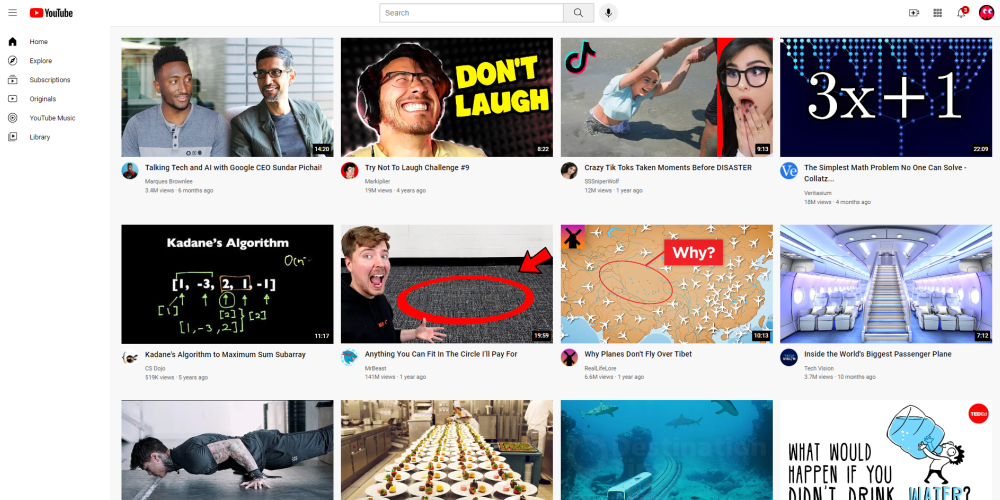 YouTube
Search
3
Home
Explore
Subscriptions
Originals
YouTube Music
Library
14:20
Talking Tech and AI with Google CEO Sundar Pichai!
Marques Brownlee
3.4M views · 6 months ago
DON'T
LAUGH
8:22
Try Not To Laugh Challenge #9
Markiplier
19M views · 4 years ago
9:13
Crazy Tik Toks Taken Moments Before DISASTER
SSSniperWolf
12M views · 1 year ago
3x+1
22:09
Ve
The Simplest Math Problem No One Can Solve -
Collatz...
Veritasium
18M views · 4 months ago
Kadane's Algorithm
[1, -3, 2, 1, -1]
[1]
[2]
[2]
[1, -3, 2]
11:17
Kadane's Algorithm to Maximum Sum Subarray
CS Dojo
519K views · 5 years ago
19:59
Anything You Can Fit In The Circle I'll Pay For
MrBeast
141M views · 1 year ago
Why?
10:13
Why Planes Don't Fly Over Tibet
RealLifeLore
6.6M views · 1 year ago
7:12
Inside the World's Biggest Passenger Plane
Tech Vision
3.7M views · 10 months ago
TEDEd
WHAT WOULD
HAPPEN IF YOU
DIDN'T DRINK WATER?